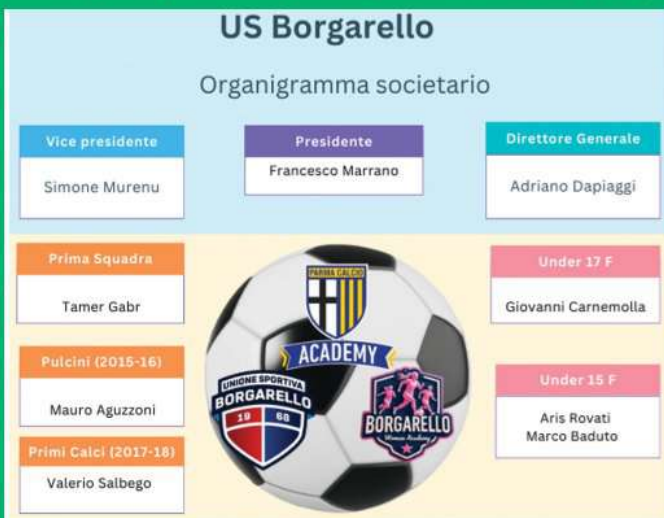 US Borgarello
Organigramma societario
Vice presidente
Simone Murenu
Presidente
Francesco Marrano
Direttore Generale
Adriano Dapiaggi
Prima Squadra
Tamer Gabr
Pulcini (2015-16)
Mauro Aguzzoni
Primi Calci (2017-18)
Valerio Salbego
PARMA CALCIO
ACADEMY
UNIONE SPORTIVA
BORGARELLO
19 68
BORGARELLO
Women Academy
Under 17 F
Giovanni Carnemolla
Under 15 F
Aris Rovati
Marco Baduto